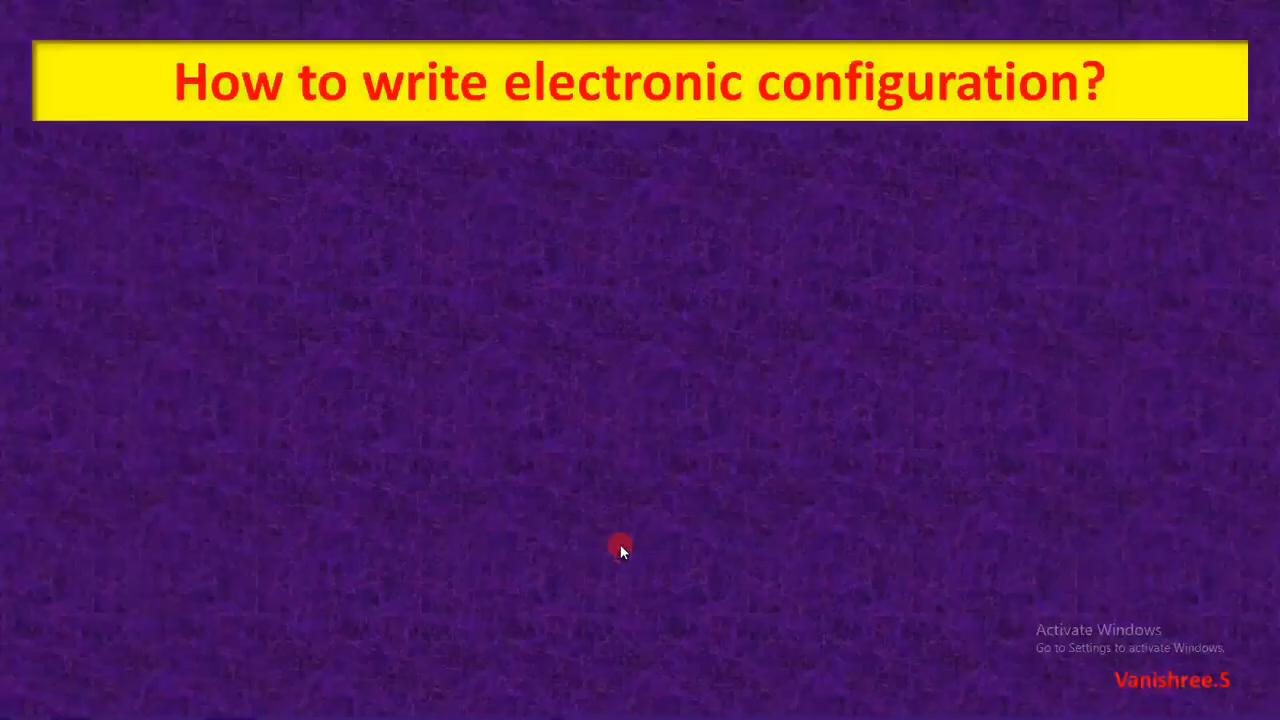 How to write electronic configuration?
Activate Windows
Go to Settings to activate Windows.
Vanishree.S